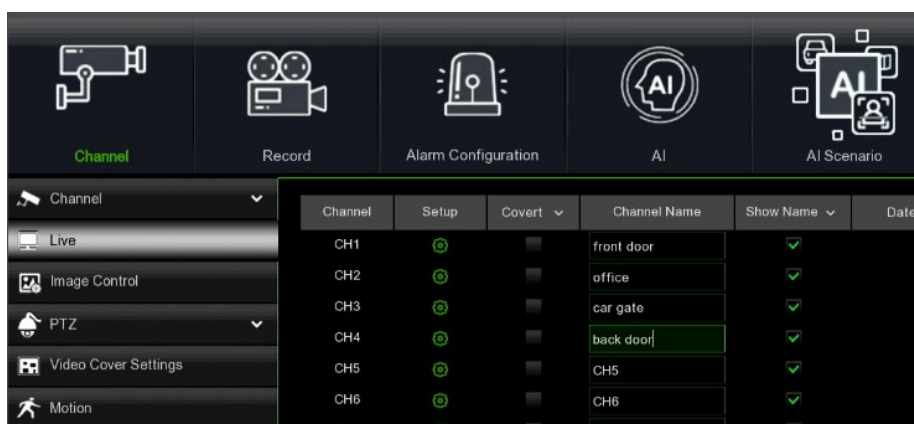 AI
AI
Channel Record Alarm Configuration AI AI Scenario
Channel
Live
Image Control
PTZ
Video Cover Settings
Motion
Channel Setup Covert Channel Name Show Name Date
CH1 front door
CH2 office
CH3 car gate
CH4 back door
CH5 CH5
CH6 CH6